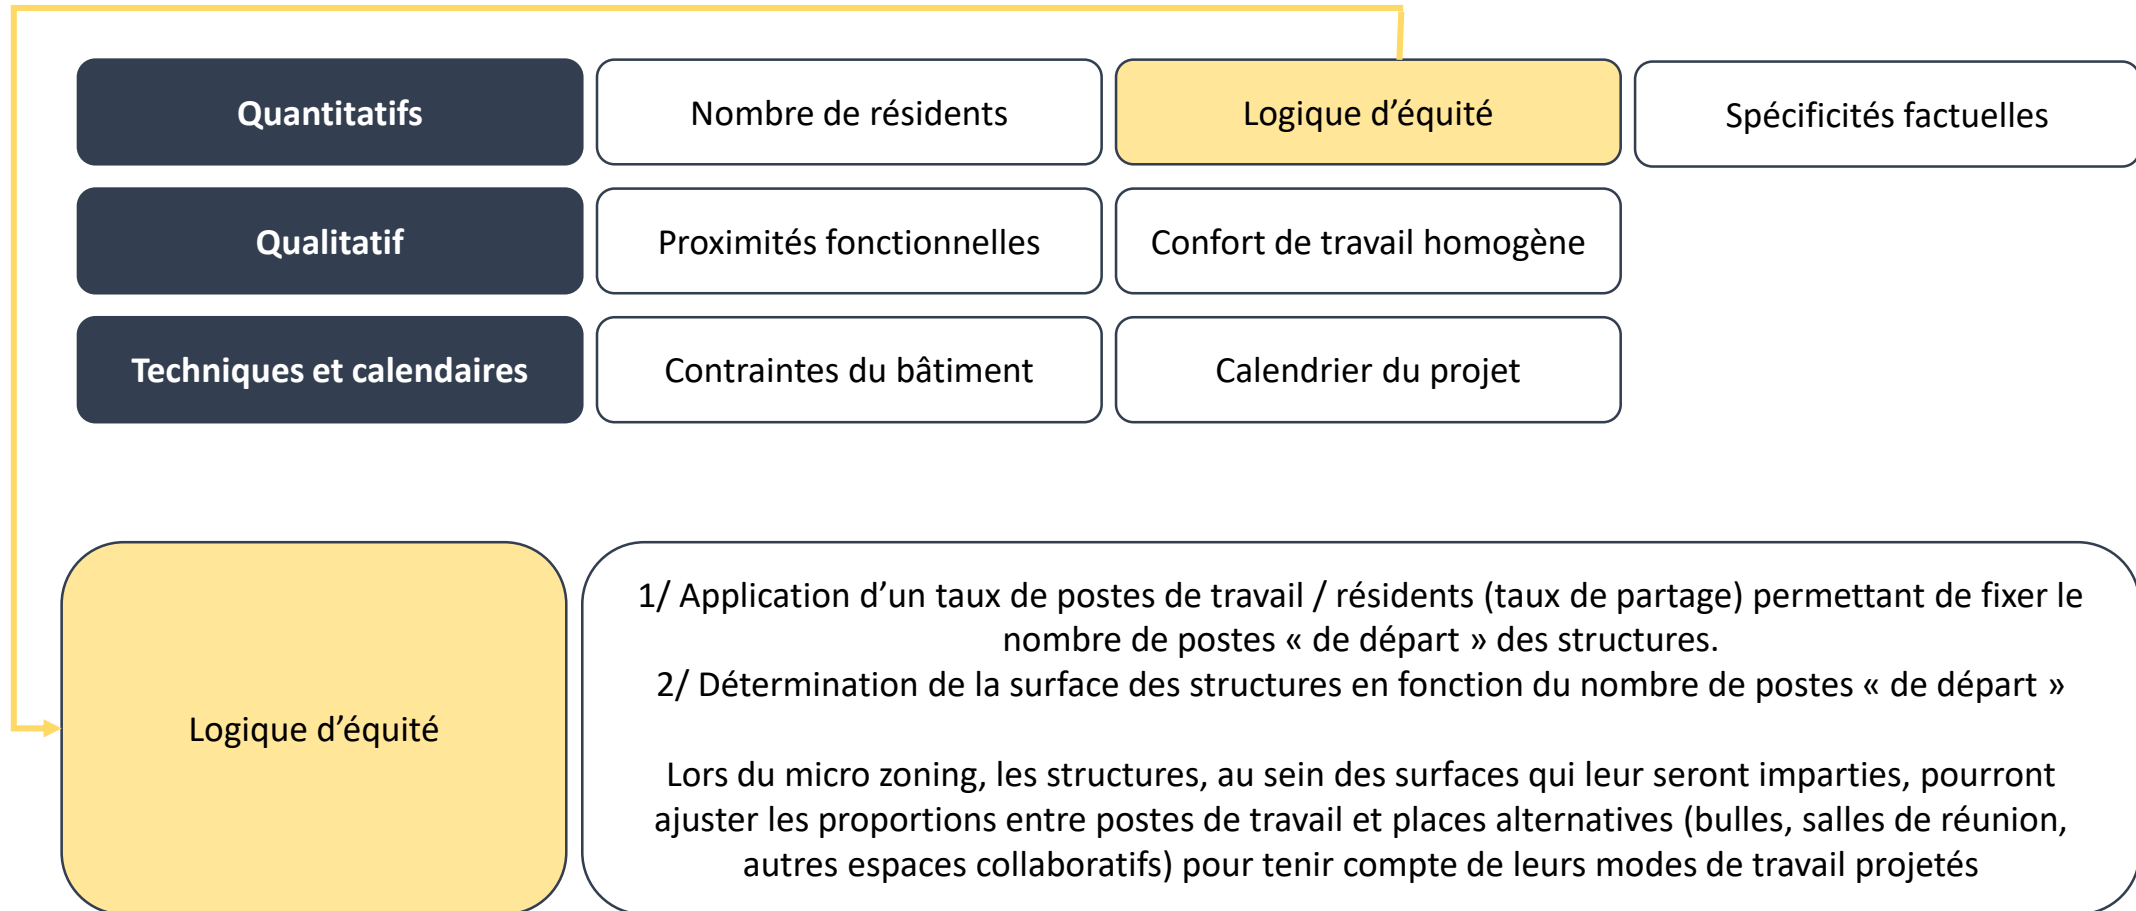 Quantitatifs
Nombre de résidents
Logique d’équité
Spécificités factuelles
Qualitatif
Proximités fonctionnelles
Confort de travail homogène
Techniques et calendaires
Contraintes du bâtiment
Calendrier du projet
Logique d’équité
1/ Application d’un taux de postes de travail / résidents (taux de partage) permettant de fixer le
nombre de postes « de départ » des structures.
2/ Détermination de la surface des structures en fonction du nombre de postes « de départ »
Lors du micro zoning, les structures, au sein des surfaces qui leur seront imparties, pourront
ajuster les proportions entre postes de travail et places alternatives (bulles, salles de réunion,
autres espaces collaboratifs) pour tenir compte de leurs modes de travail projetés